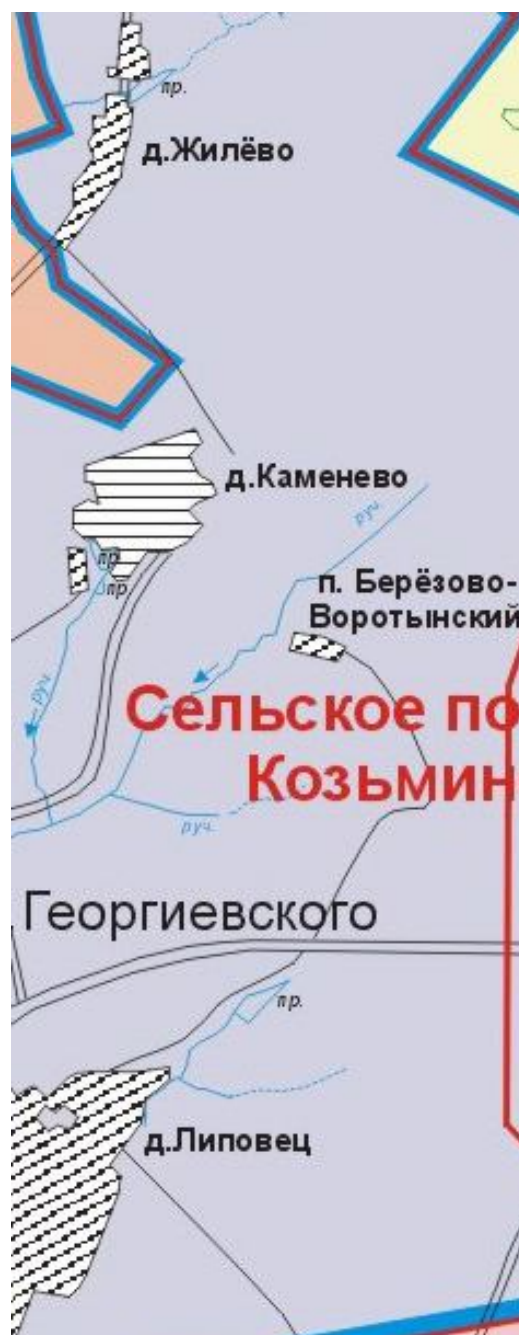 пр.
д.Жилёво
д.Каменево
руч.
пр.
пр.
п. Берёзово-
Воротынский
руч.
Сельское по
Козьмин
руч.
Георгиевского
пр.
д.Липовец